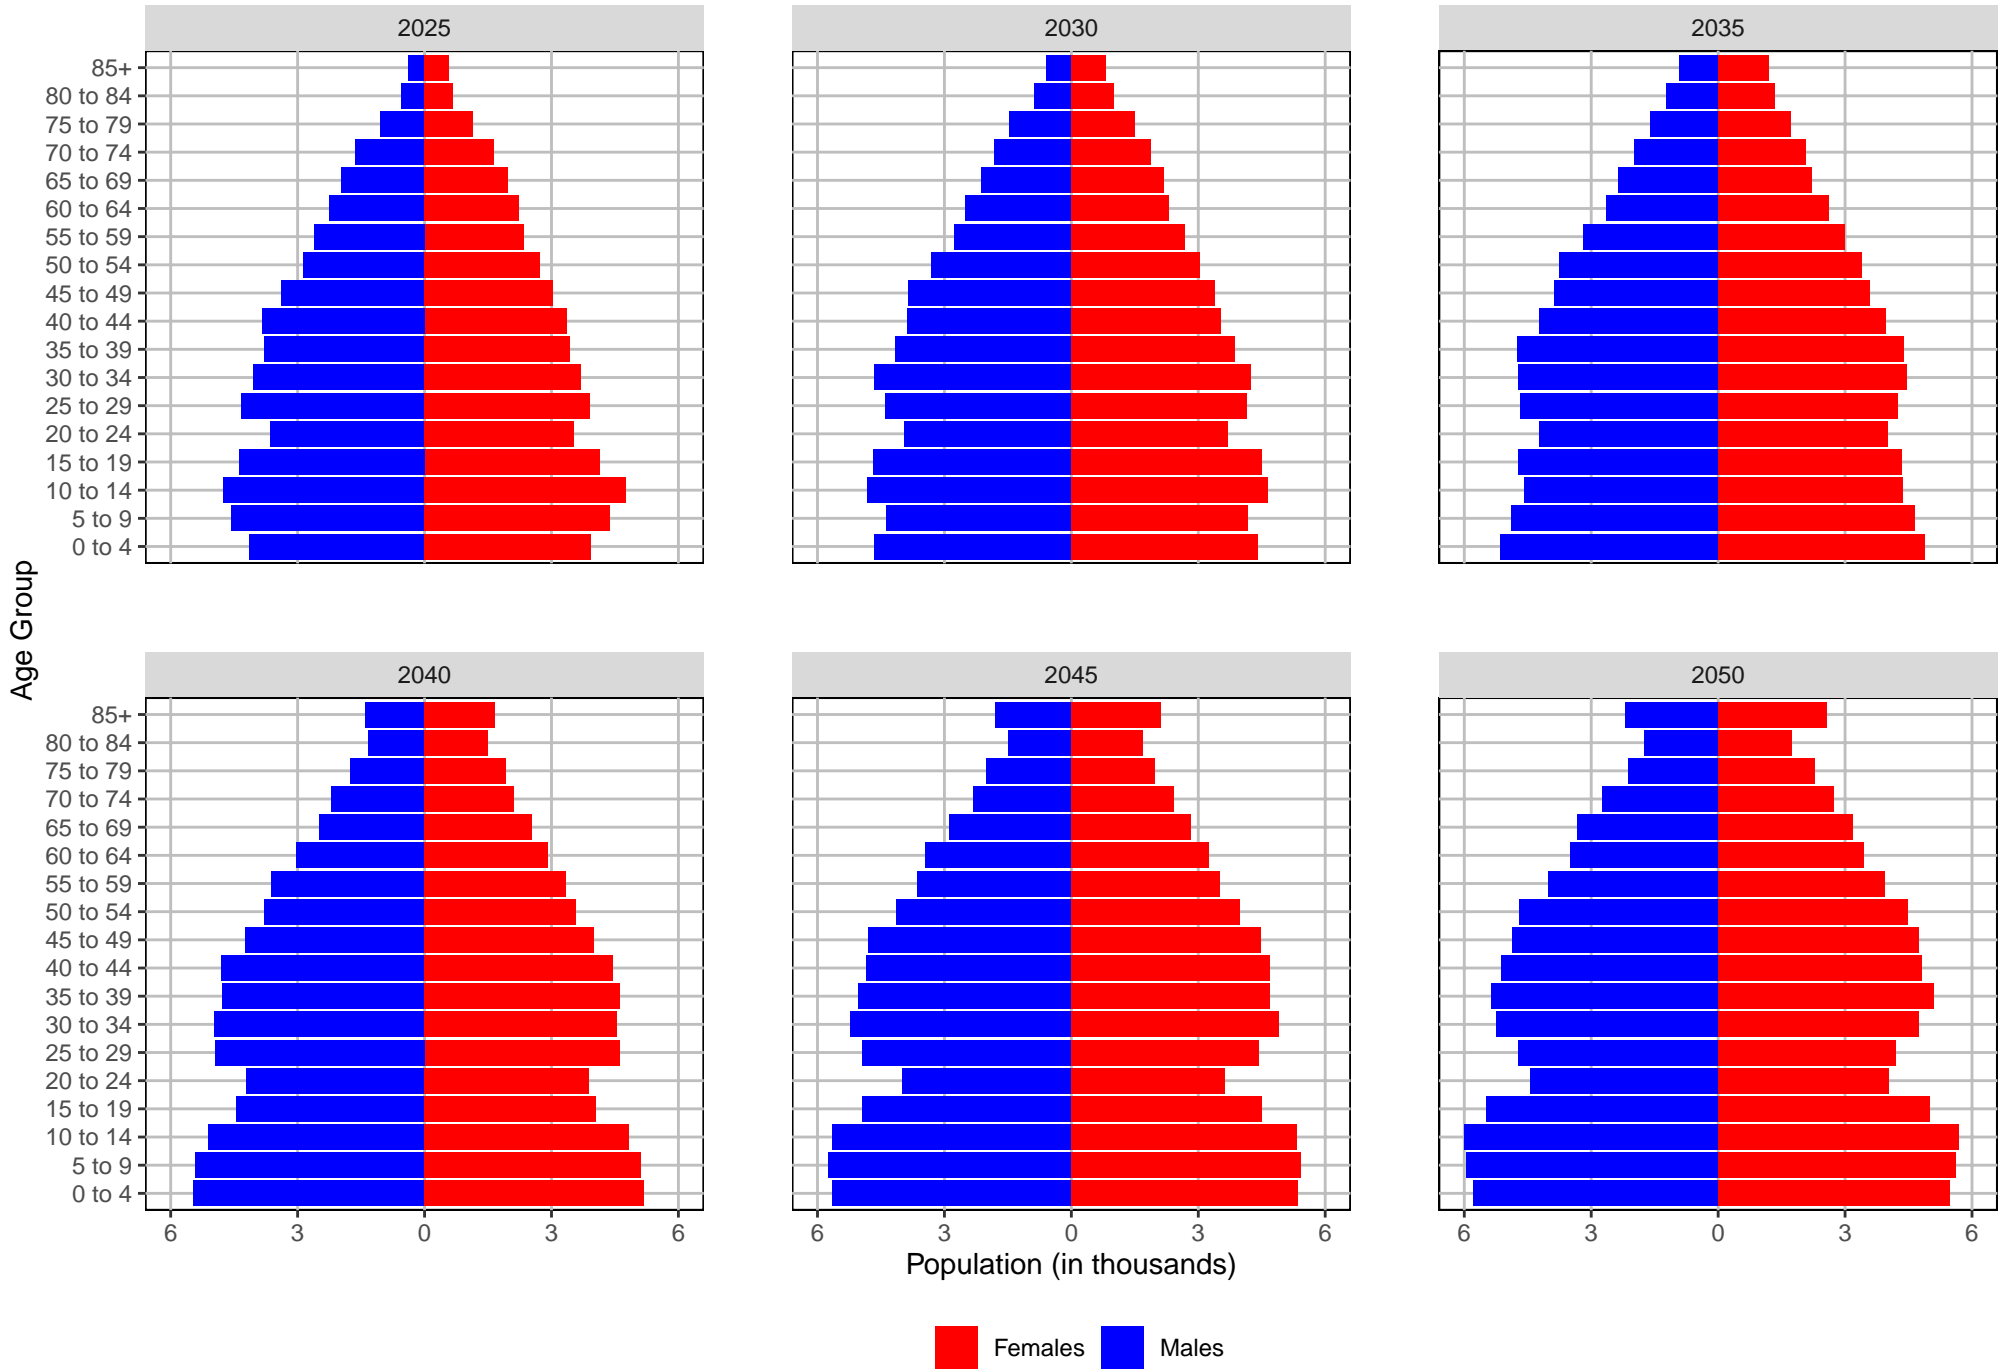 2025 2030 2035
85+
80 to 84
75 to 79
70 to 74
65 to 69
60 to 64
55 to 59
50 to 54
45 to 49
40 to 44
35 to 39
30 to 34
25 to 29
20 to 24
15 to 19
10 to 14
5 to 9
0 to 4
Age Group
2040 2045 2050
85+
80 to 84
75 to 79
70 to 74
65 to 69
60 to 64
55 to 59
50 to 54
45 to 49
40 to 44
35 to 39
30 to 34
25 to 29
20 to 24
15 to 19
10 to 14
5 to 9
0 to 4
6 3 0 3 6 6 3 0 3 6 6 3 0 3 6
Population (in thousands)
Females Males